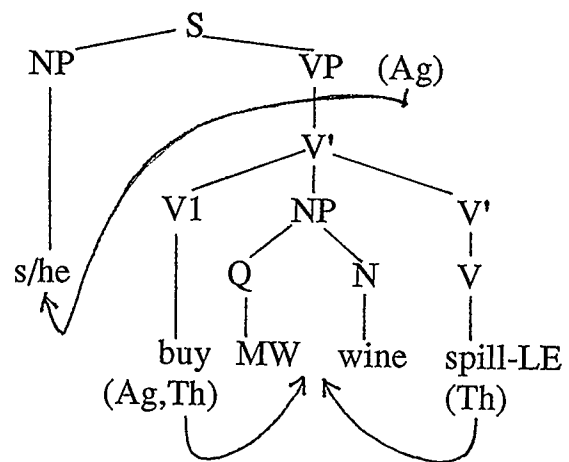 S
NP VP (Ag)
V'
V1 NP V'
s/he Q N V
buy MW wine spill-LE
(Ag,Th) (Th)